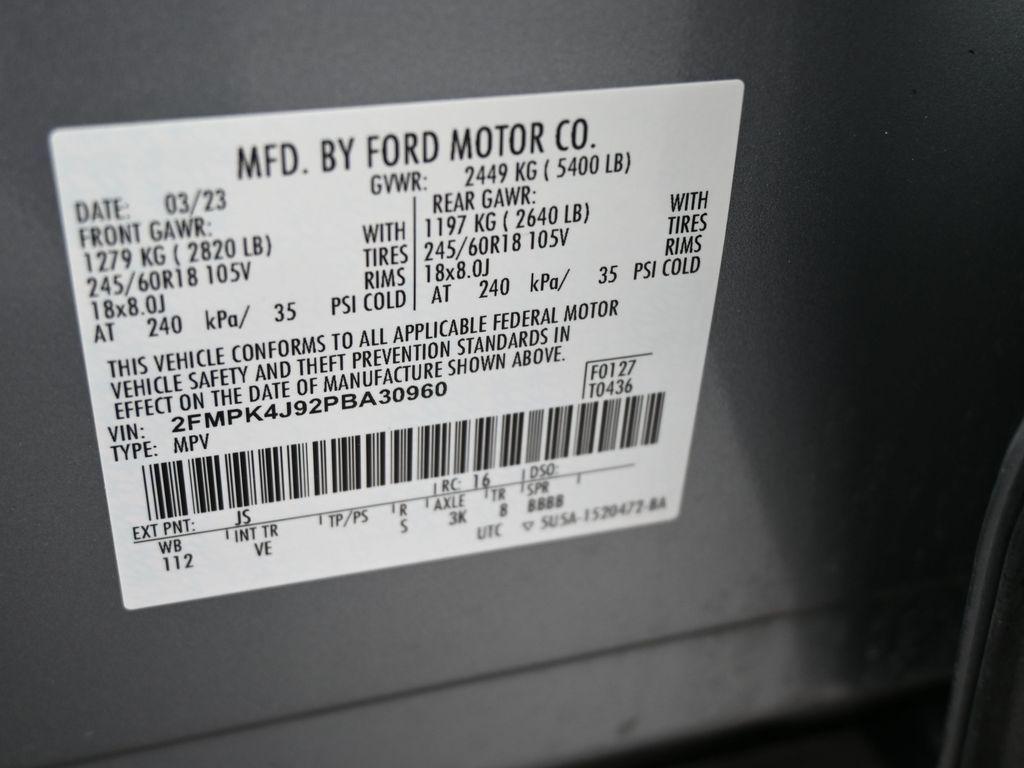 MFD. BY FORD MOTOR CO.
DATE: 03/23 GVWR: 2449 KG ( 5400 LB)
FRONT GAWR: REAR GAWR:
1279 KG ( 2820 LB) WITH 1197 KG ( 2640 LB) WITH
245/60R18 105V TIRES 245/60R18 105V TIRES
18x8.0J RIMS 18x8.0J RIMS
AT 240 kPa/ 35 PSI COLD AT 240 kPa/ 35 PSI COLD
THIS VEHICLE CONFORMS TO ALL APPLICABLE FEDERAL MOTOR
VEHICLE SAFETY AND THEFT PREVENTION STANDARDS IN
EFFECT ON THE DATE OF MANUFACTURE SHOWN ABOVE.
F0127
VIN: 2FMPK4J92PBA30960 T0436
TYPE: MPV
EXT PNT: JS RC: 16 DSO:
WB INT TR TP/PS R AXLE TR SPR
112 VE S 3K 8 BBBB
UTC ▽ 5U5A-1520472-BA